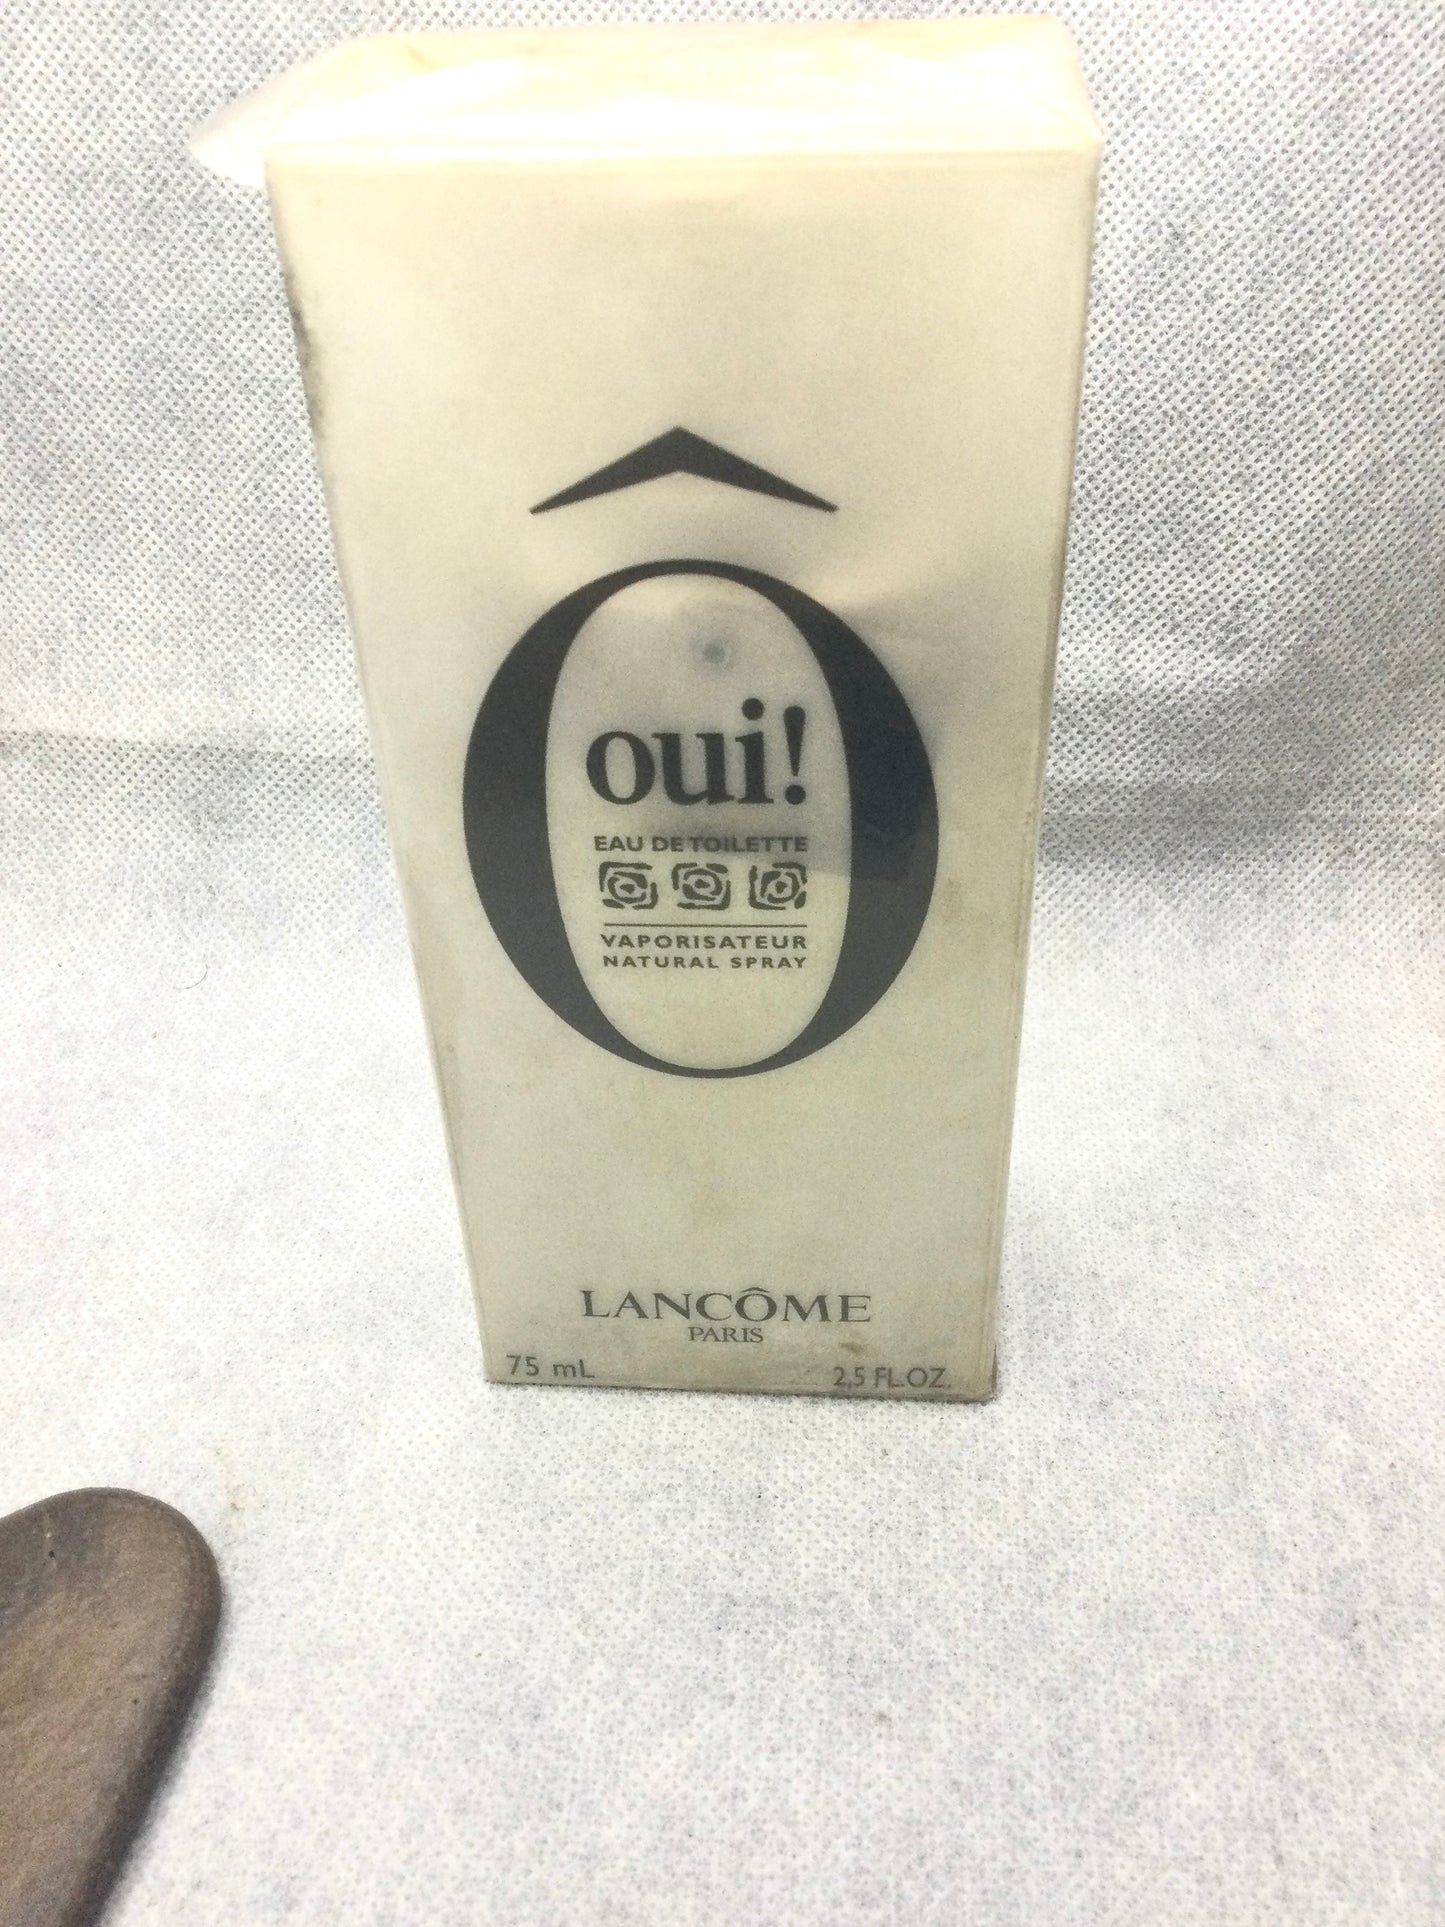 Ô
oui!
EAU DE TOILETTE
VAPORISATEUR
NATURAL SPRAY
LANCÔME
PARIS
75 mL
2,5 FL.OZ.